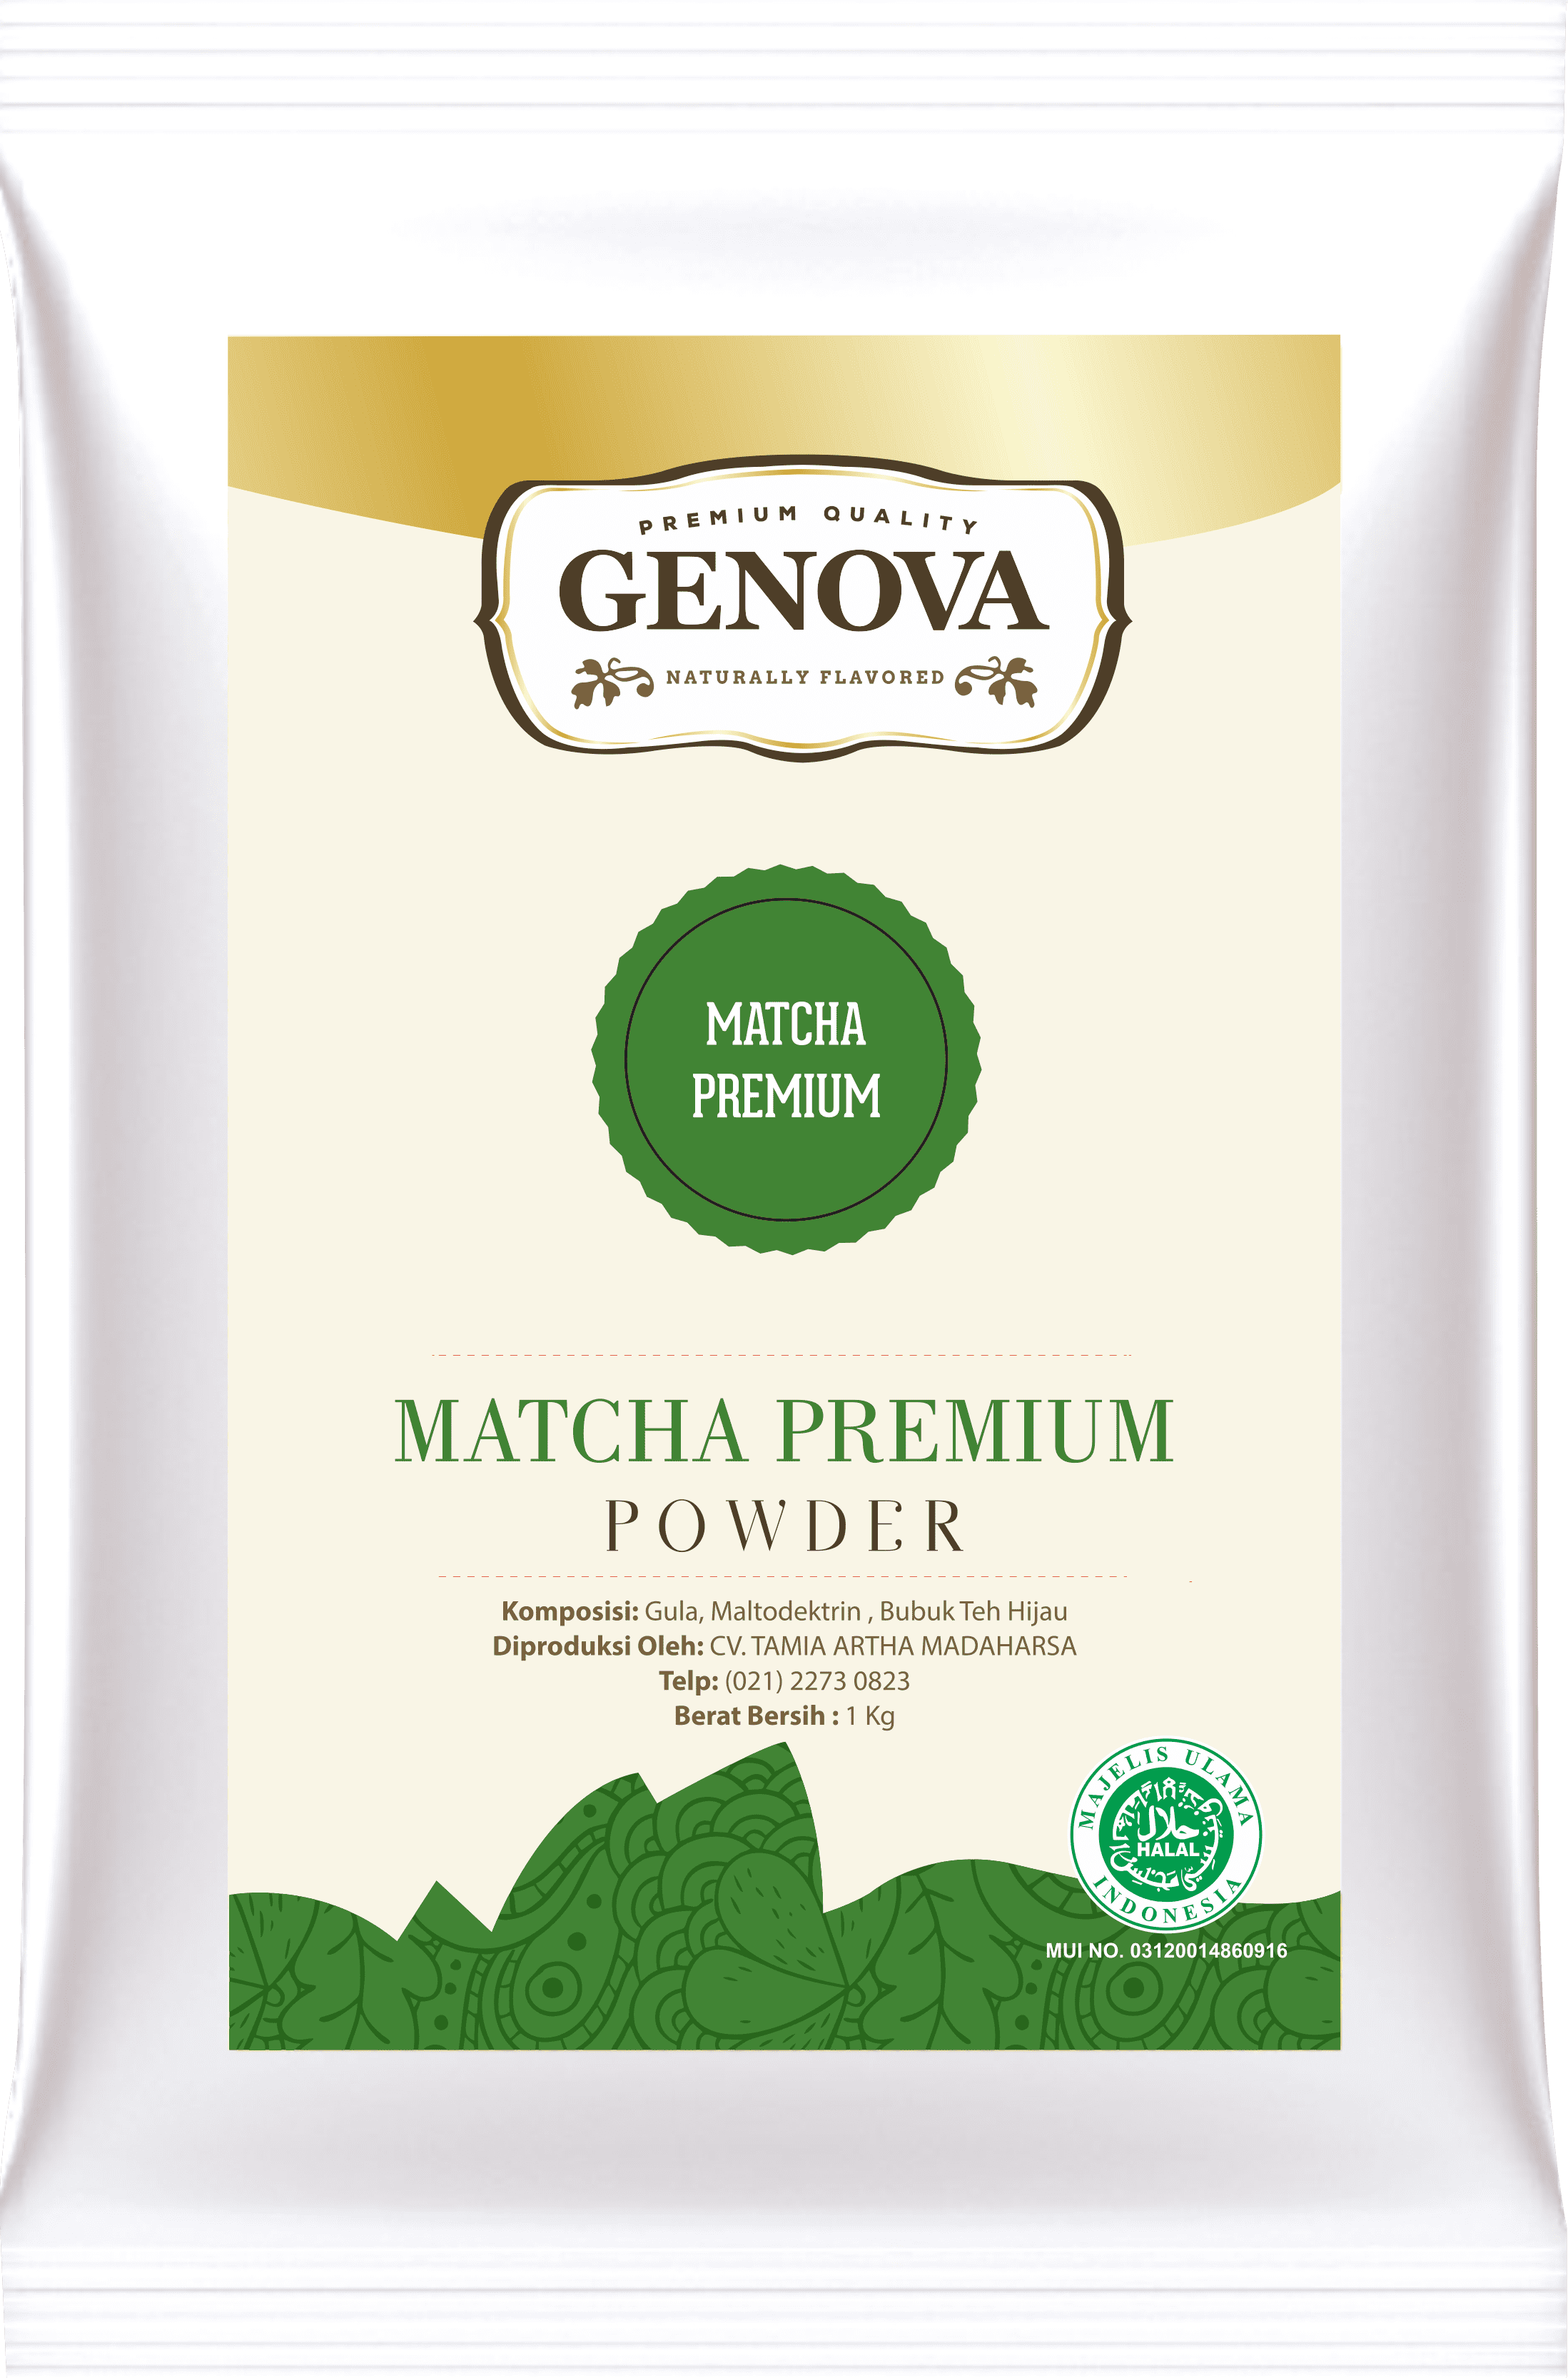 PREMIUM QUALITY
GENOVA
NATURALLY FLAVORED
MATCHA
PREMIUM
MATCHA PREMIUM
POWDER
Komposisi: Gula, Maltodektrin , Bubuk Teh Hijau
Diproduksi Oleh: CV. TAMIA ARTHA MADAHARSA
Telp: (021) 2273 0823
Berat Bersih : 1 Kg
MAJELIS ULAMA
حلال
HALAL
INDONESIA
MUI NO. 03120014860916